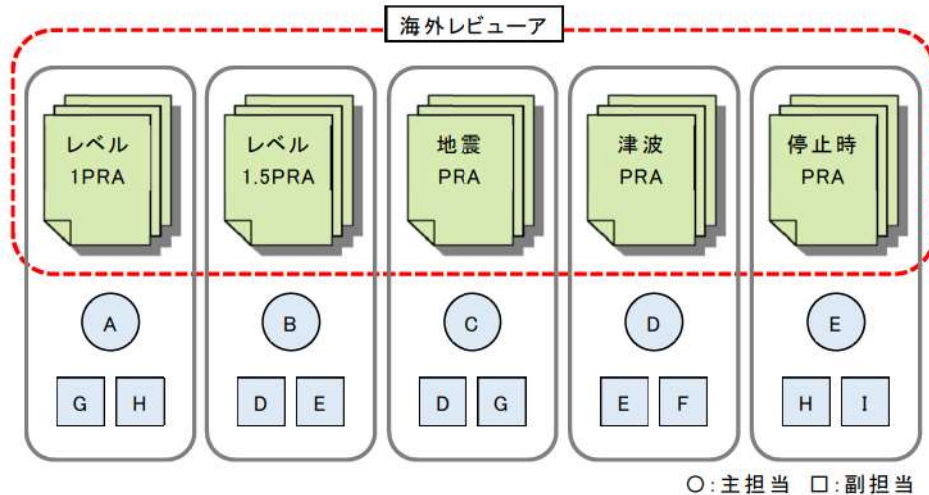 海外レビューア
レベル
1PRA
レベル
1.5PRA
地震
PRA
津波
PRA
停止時
PRA
A
B
C
D
E
G H
D E
D G
E F
H I
○:主担当 □:副担当